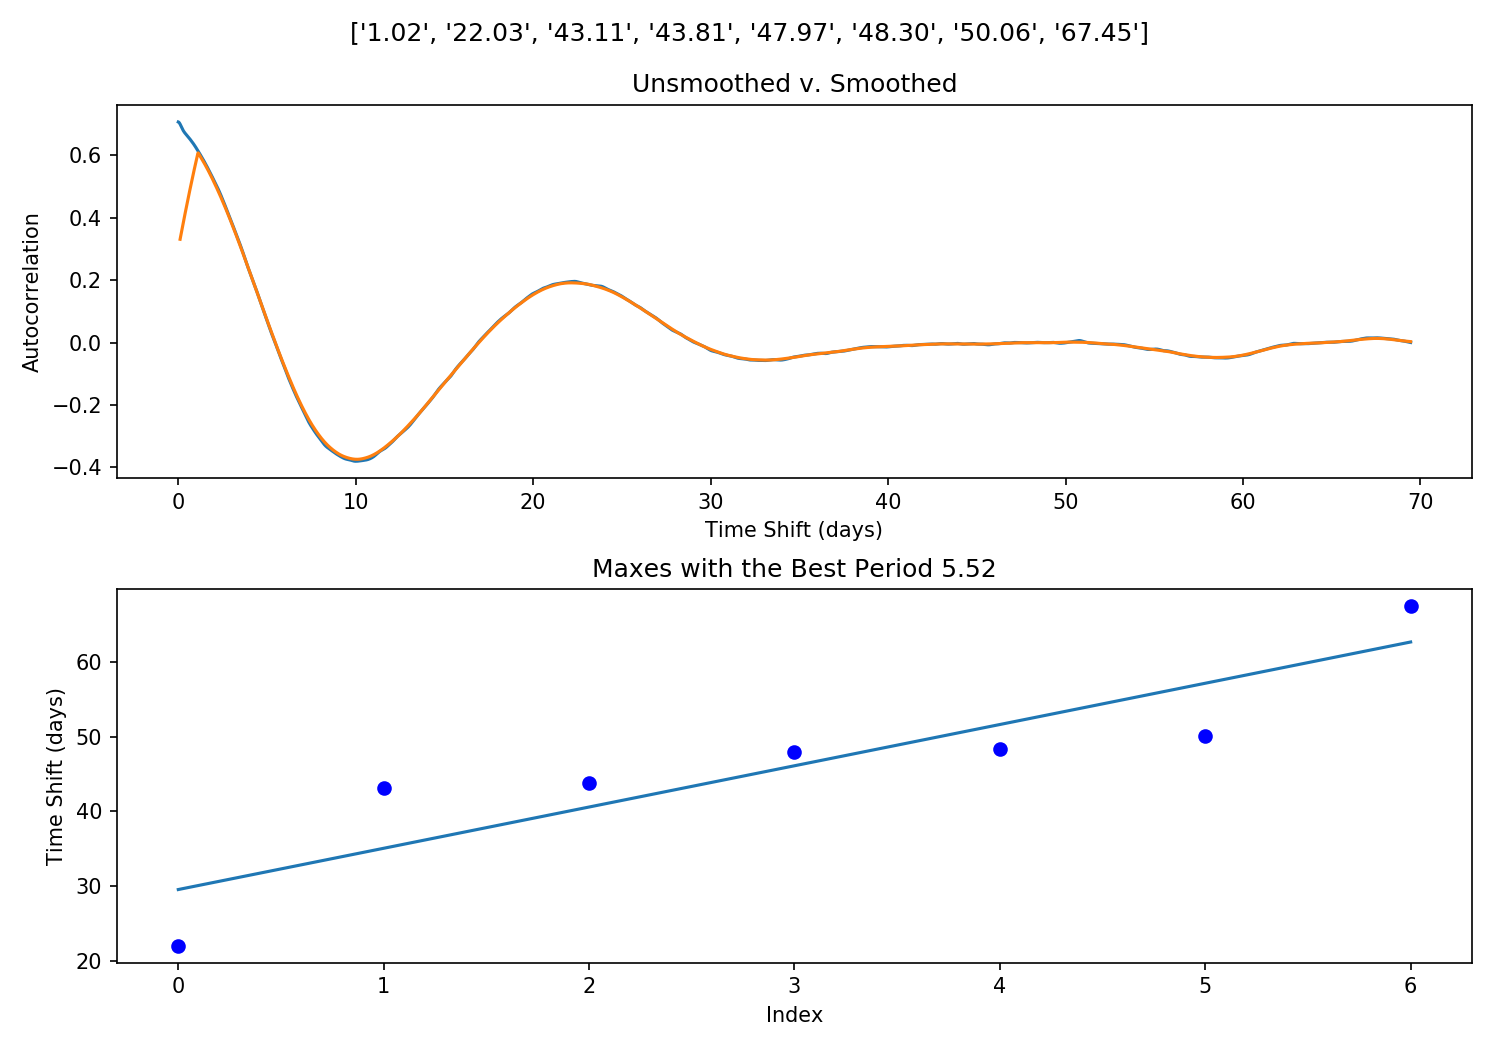 ['1.02', '22.03', '43.11', '43.81', '47.97', '48.30', '50.06', '67.45']
Unsmoothed v. Smoothed
Autocorrelation
0.6
0.4
0.2
0.0
−0.2
−0.4
0 10 20 30 40 50 60 70
Time Shift (days)
Maxes with the Best Period 5.52
Time Shift (days)
60
50
40
30
20
0 1 2 3 4 5 6
Index